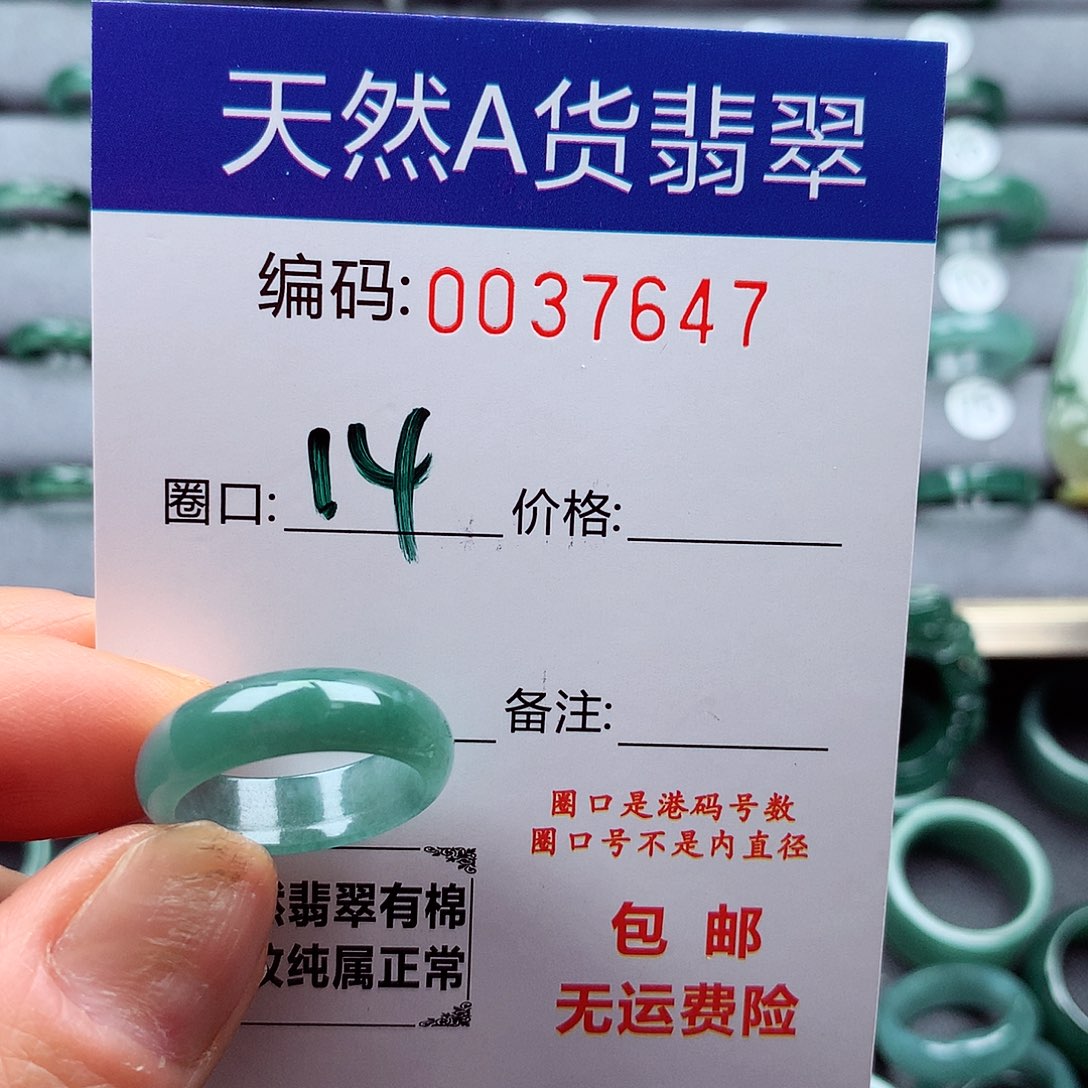 天然A货翡翠
编码:0037647
圈口: 14 价格:
备注:
圈口是港码号数
圈口号不是内直径
翡翠有棉
纯属正常
包邮
无运费险